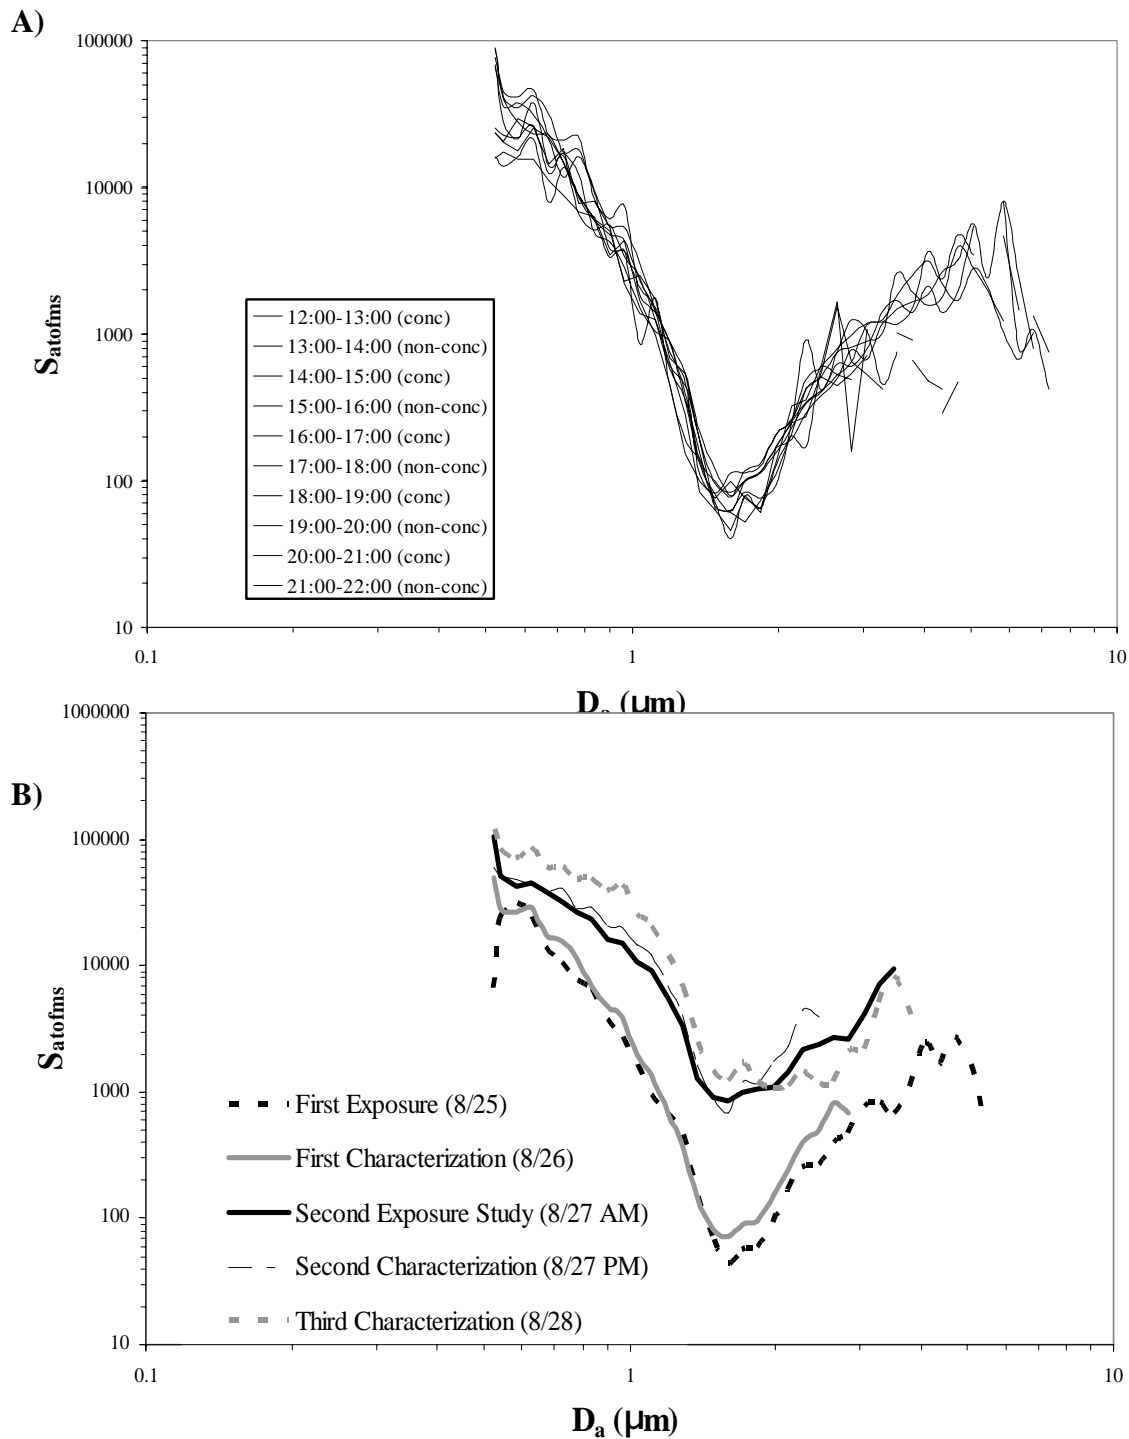 A)
100000
10000
1000
100
10
S_atofms
12:00-13:00 (conc)
13:00-14:00 (non-conc)
14:00-15:00 (conc)
15:00-16:00 (non-conc)
16:00-17:00 (conc)
17:00-18:00 (non-conc)
18:00-19:00 (conc)
19:00-20:00 (non-conc)
20:00-21:00 (conc)
21:00-22:00 (non-conc)
0.1 1 10
D_a (μm)
B)
1000000
100000
10000
1000
100
10
S_atofms
First Exposure (8/25)
First Characterization (8/26)
Second Exposure Study (8/27 AM)
Second Characterization (8/27 PM)
Third Characterization (8/28)
0.1 1 10
D_a (μm)